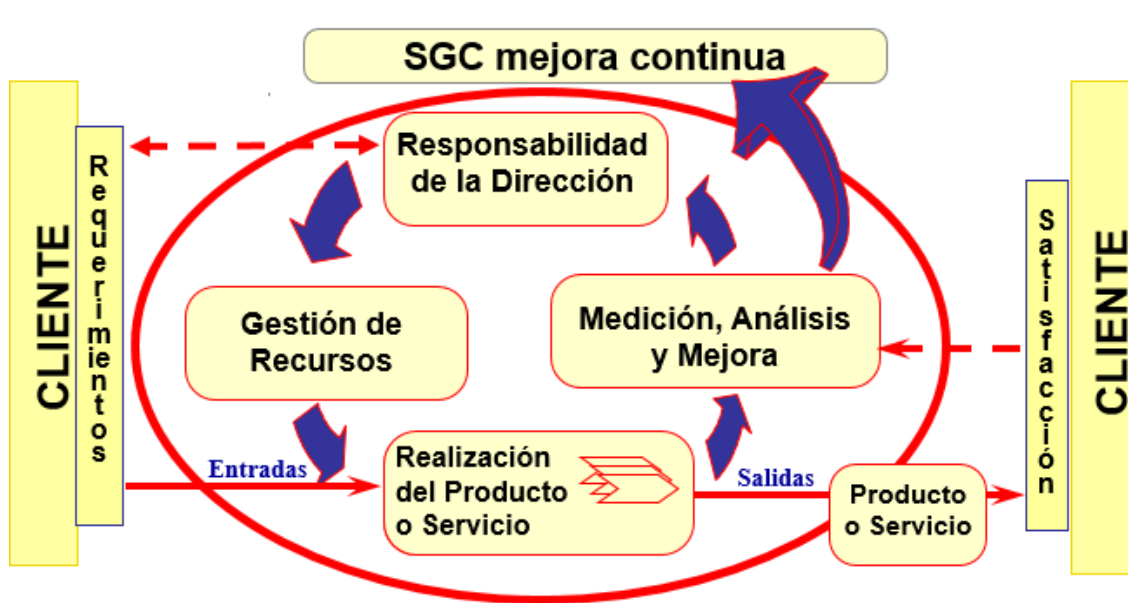 SGC mejora continua
CLIENTE
Requerimientos
Responsabilidad
de la Dirección
Gestión de
Recursos
Medición, Análisis
y Mejora
Entradas
Realización
del Producto
o Servicio
Salidas
Producto
o Servicio
Satisfacción
CLIENTE